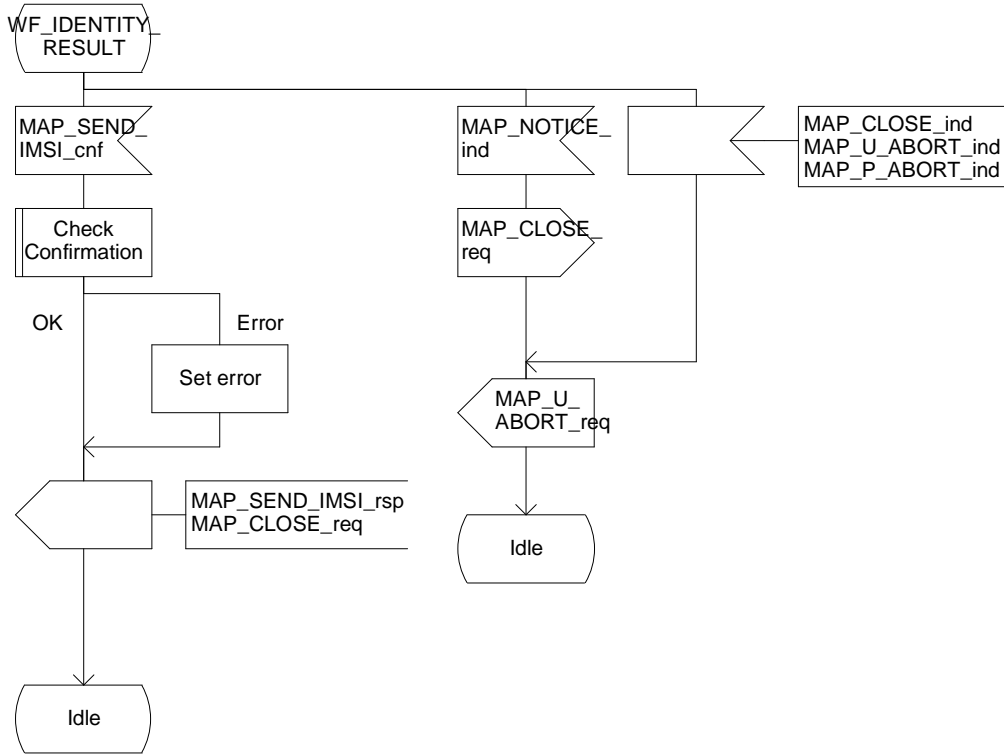 WF_IDENTITY_
RESULT
MAP_SEND_
IMSI_cnf
MAP_NOTICE_
ind
MAP_CLOSE_ind
MAP_U_ABORT_ind
MAP_P_ABORT_ind
Check
Confirmation
MAP_CLOSE_
req
OK
Error
Set error
MAP_U_
ABORT_req
MAP_SEND_IMSI_rsp
MAP_CLOSE_req
Idle
Idle